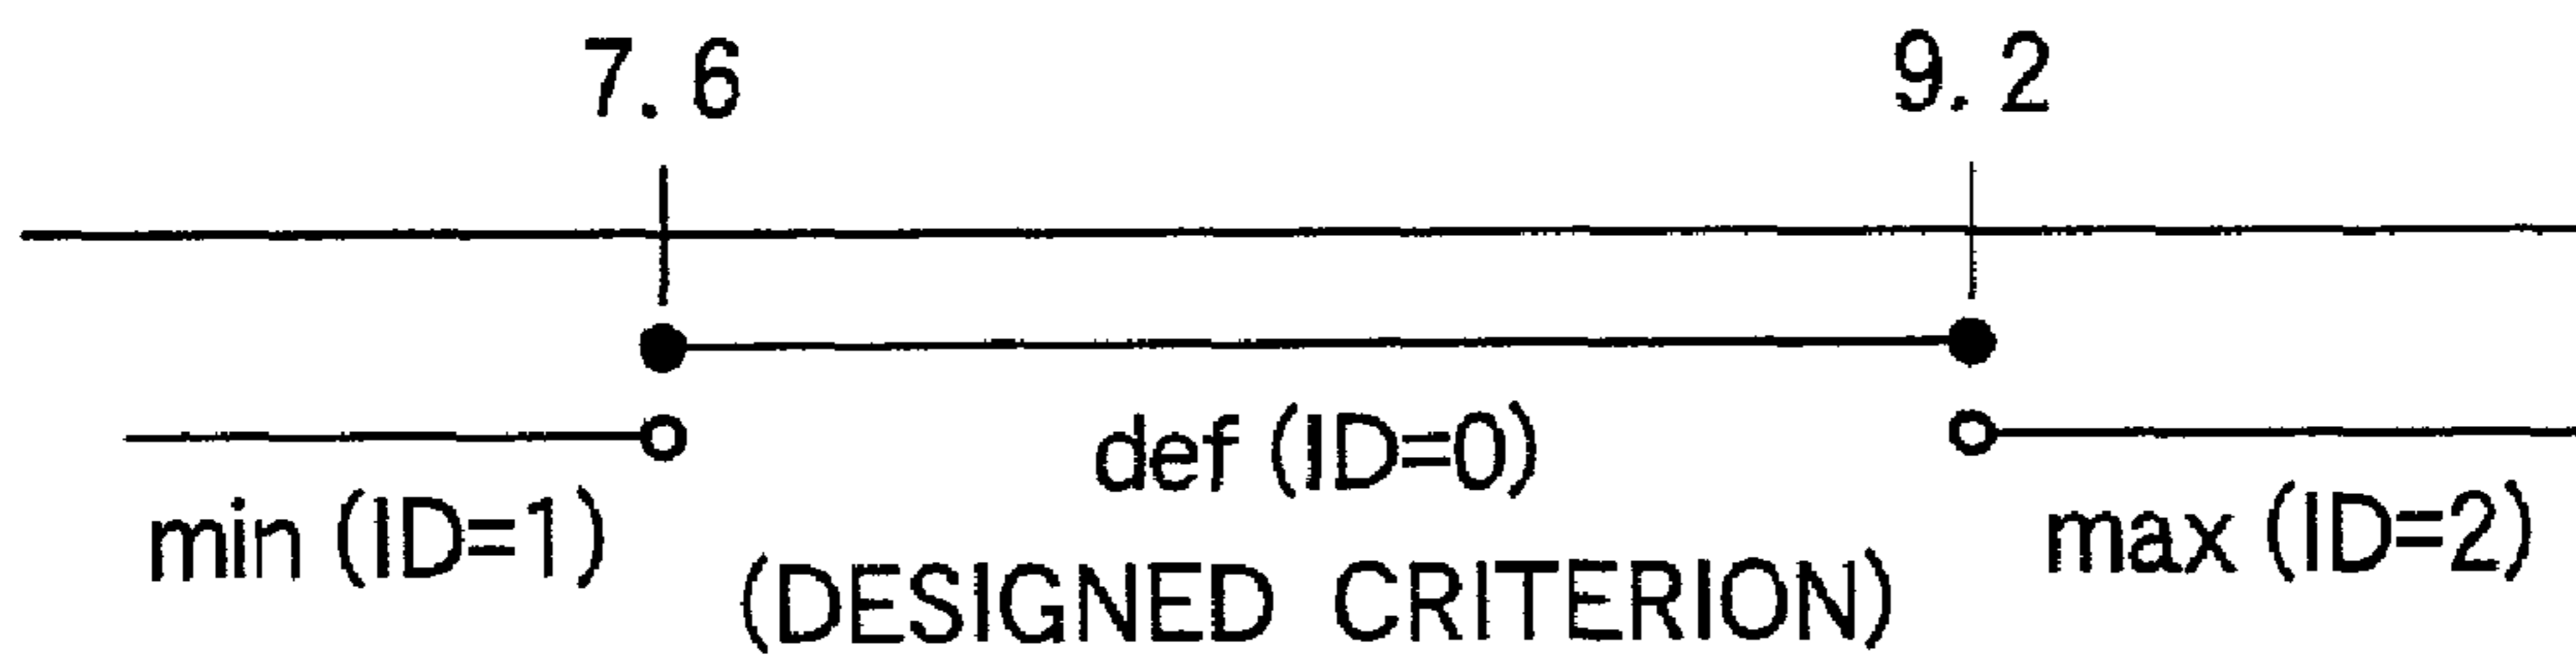 7.6 9.2
def (ID=0)
min (ID=1) max (ID=2)
(DESIGNED CRITERION)